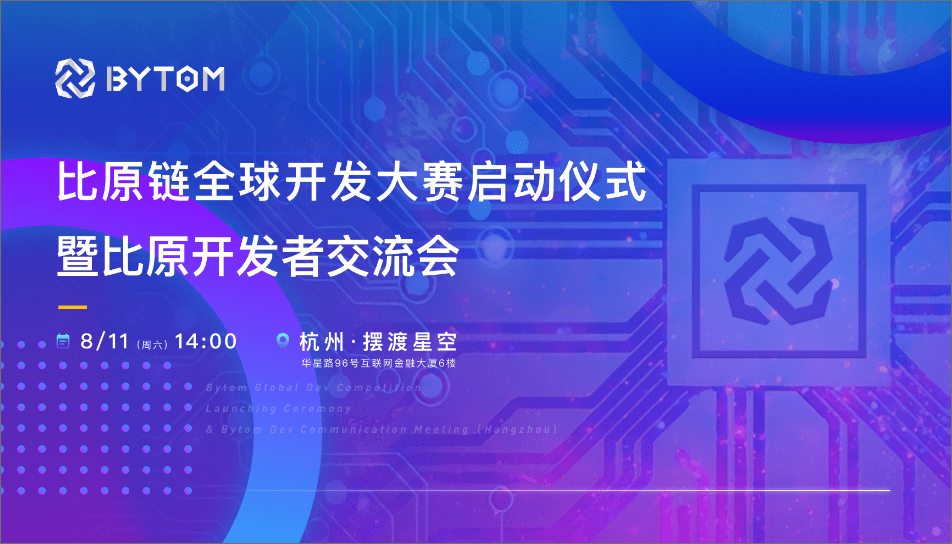 BYTOM
比原链全球开发大赛启动仪式
暨比原开发者交流会
8/11 (周六) 14:00 杭州·摆渡星空
华星路96号互联网金融大厦6楼
Bytom Global Dev Competition
Launching Ceremony
& Bytom Dev Communication Meeting (Hangzhou)